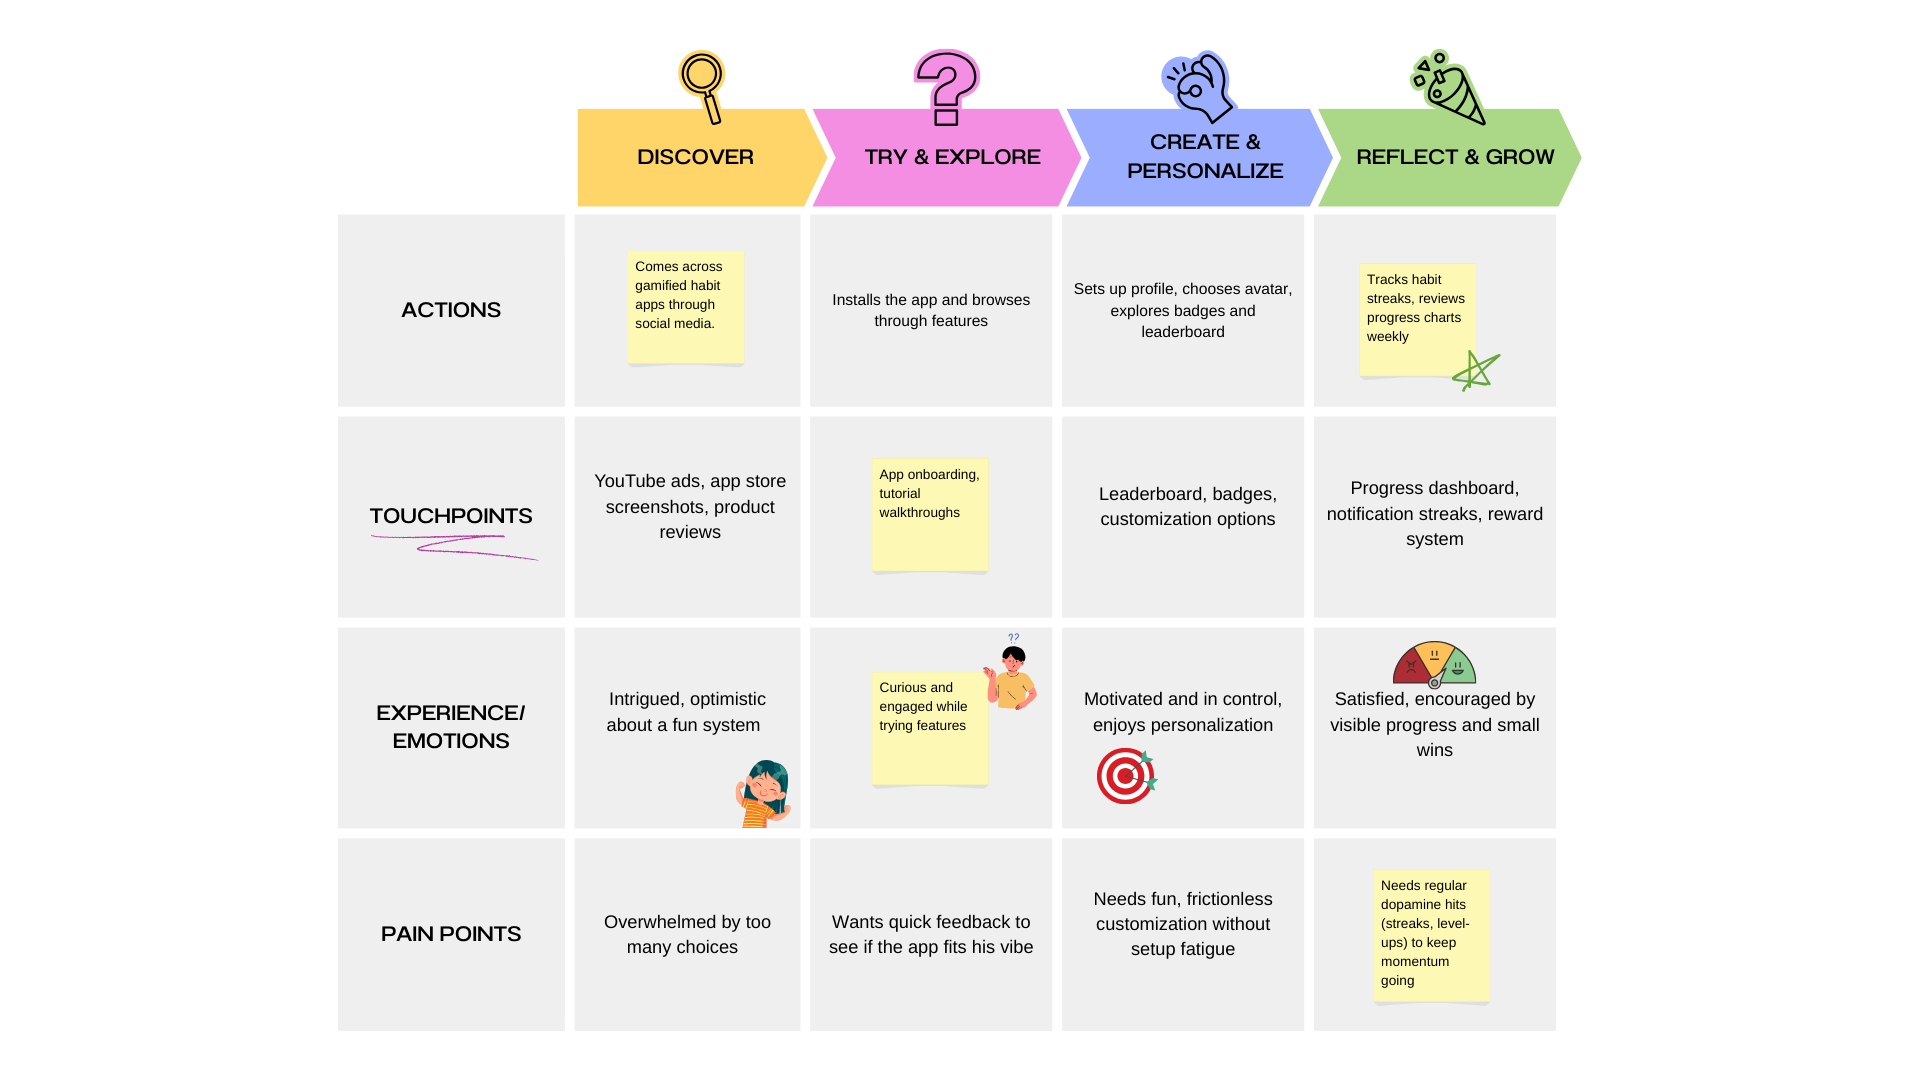 DISCOVER
TRY & EXPLORE
CREATE &
PERSONALIZE
REFLECT & GROW
ACTIONS
Comes across
gamified habit
apps through
social media.
Installs the app and browses
through features
Sets up profile, chooses avatar,
explores badges and
leaderboard
Tracks habit
streaks, reviews
progress charts
weekly
TOUCHPOINTS
YouTube ads, app store
screenshots, product
reviews
App onboarding,
tutorial
walkthroughs
Leaderboard, badges,
customization options
Progress dashboard,
notification streaks, reward
system
EXPERIENCE/
EMOTIONS
Intrigued, optimistic
about a fun system
??
Curious and
engaged while
trying features
Motivated and in control,
enjoys personalization
Satisfied, encouraged by
visible progress and small
wins
PAIN POINTS
Overwhelmed by too
many choices
Wants quick feedback to
see if the app fits his vibe
Needs fun, frictionless
customization without
setup fatigue
Needs regular
dopamine hits
(streaks, level-
ups) to keep
momentum
going